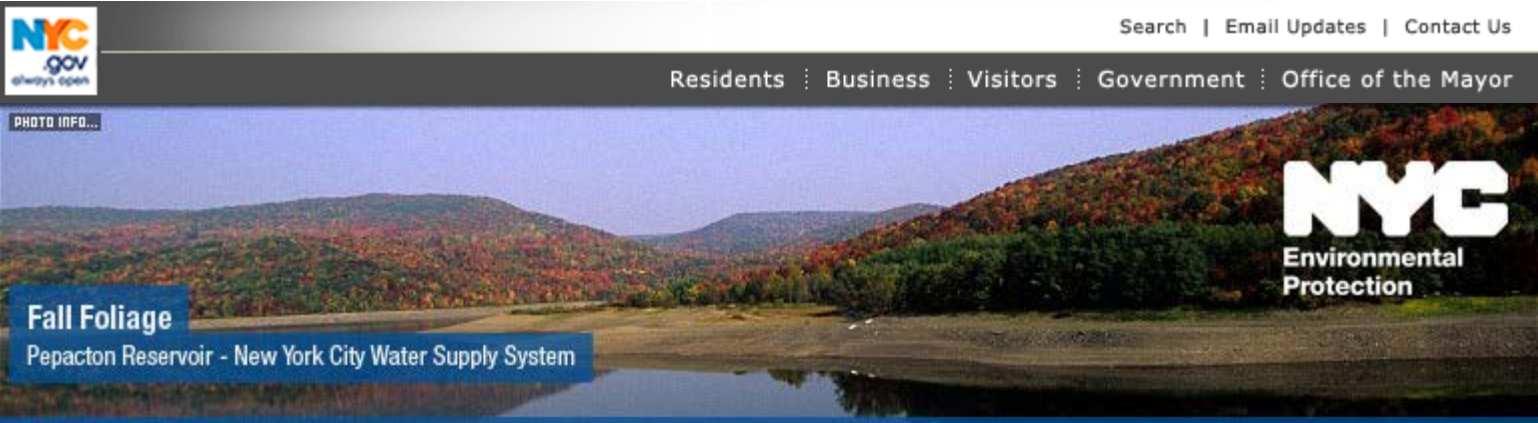 NYC
.gov
always open
Search | Email Updates | Contact Us
Residents Business Visitors Government Office of the Mayor
PHOTO INFO...
NYC
Environmental
Protection
Fall Foliage
Pepacton Reservoir - New York City Water Supply System